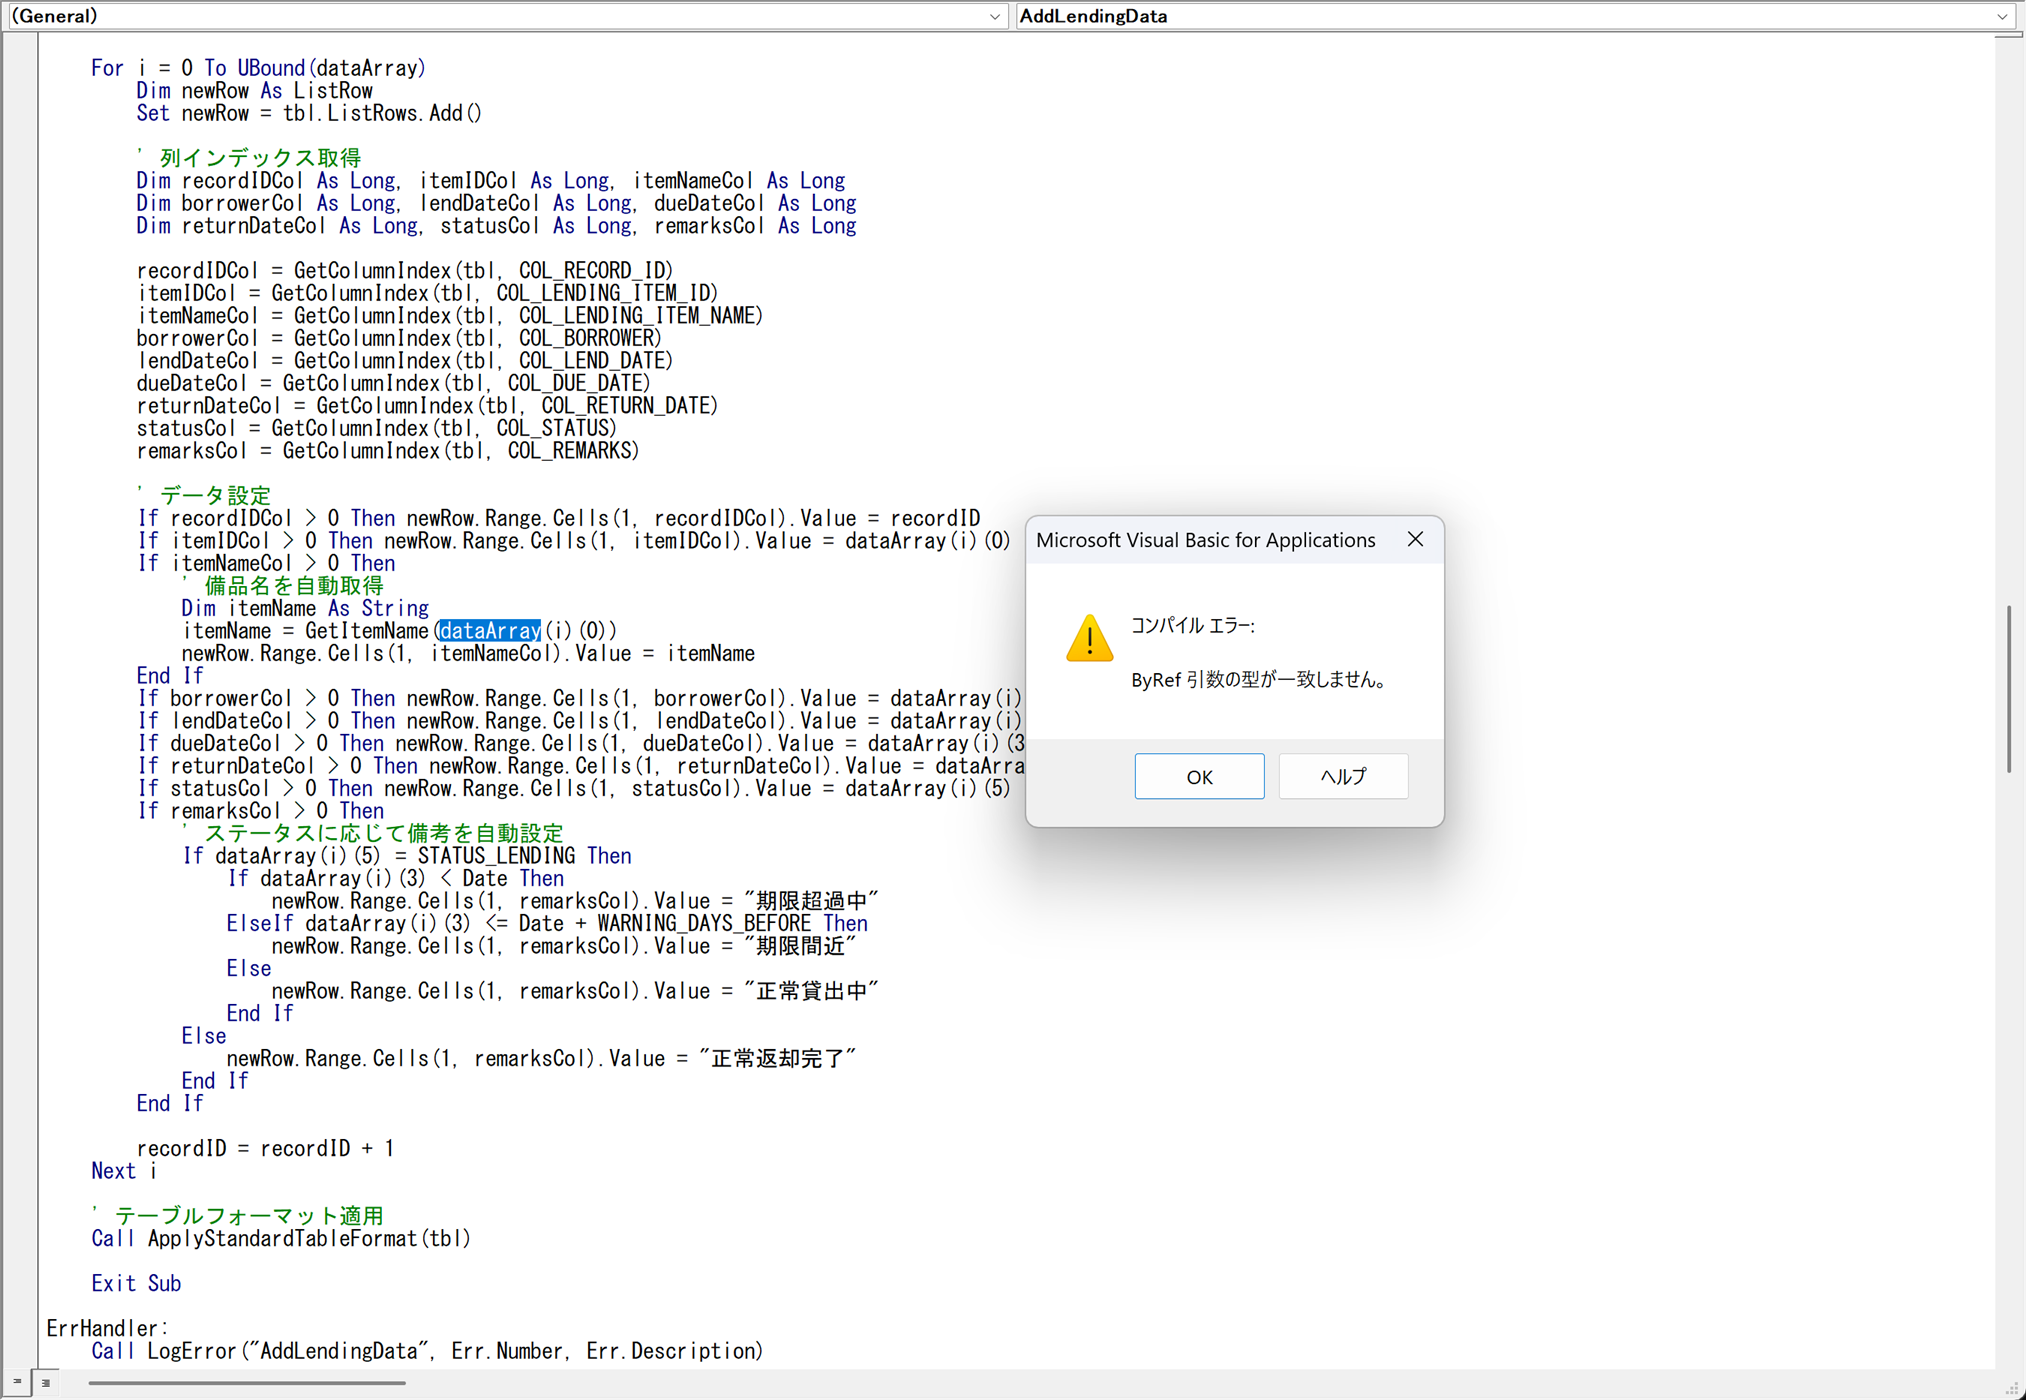 (General)
AddLendingData
For i = 0 To UBound(dataArray)
Dim newRow As ListRow
Set newRow = tbl.ListRows.Add()
' 列インデックス取得
Dim recordIDCol As Long, itemIDCol As Long, itemNameCol As Long
Dim borrowerCol As Long, lendDateCol As Long, dueDateCol As Long
Dim returnDateCol As Long, statusCol As Long, remarksCol As Long
recordIDCol = GetColumnIndex(tbl, COL_RECORD_ID)
itemIDCol = GetColumnIndex(tbl, COL_LENDING_ITEM_ID)
itemNameCol = GetColumnIndex(tbl, COL_LENDING_ITEM_NAME)
borrowerCol = GetColumnIndex(tbl, COL_BORROWER)
lendDateCol = GetColumnIndex(tbl, COL_LEND_DATE)
dueDateCol = GetColumnIndex(tbl, COL_DUE_DATE)
returnDateCol = GetColumnIndex(tbl, COL_RETURN_DATE)
statusCol = GetColumnIndex(tbl, COL_STATUS)
remarksCol = GetColumnIndex(tbl, COL_REMARKS)
' データ設定
If recordIDCol > 0 Then newRow.Range.Cells(1, recordIDCol).Value = recordID
If itemIDCol > 0 Then newRow.Range.Cells(1, itemIDCol).Value = dataArray(i)(0)
If itemNameCol > 0 Then
' 備品名を自動取得
Dim itemName As String
itemName = GetItemName(dataArray(i)(0))
newRow.Range.Cells(1, itemNameCol).Value = itemName
End If
If borrowerCol > 0 Then newRow.Range.Cells(1, borrowerCol).Value = dataArray(i)
If lendDateCol > 0 Then newRow.Range.Cells(1, lendDateCol).Value = dataArray(i)
If dueDateCol > 0 Then newRow.Range.Cells(1, dueDateCol).Value = dataArray(i)(3
If returnDateCol > 0 Then newRow.Range.Cells(1, returnDateCol).Value = dataArra
If statusCol > 0 Then newRow.Range.Cells(1, statusCol).Value = dataArray(i)(5)
If remarksCol > 0 Then
' ステータスに応じて備考を自動設定
If dataArray(i)(5) = STATUS_LENDING Then
If dataArray(i)(3) < Date Then
newRow.Range.Cells(1, remarksCol).Value = "期限超過中"
ElseIf dataArray(i)(3) <= Date + WARNING_DAYS_BEFORE Then
newRow.Range.Cells(1, remarksCol).Value = "期限間近"
Else
newRow.Range.Cells(1, remarksCol).Value = "正常貸出中"
End If
Else
newRow.Range.Cells(1, remarksCol).Value = "正常返却完了"
End If
End If
recordID = recordID + 1
Next i
' テーブルフォーマット適用
Call ApplyStandardTableFormat(tbl)
Exit Sub
ErrHandler:
Call LogError("AddLendingData", Err.Number, Err.Description)
Microsoft Visual Basic for Applications
コンパイル エラー:
ByRef 引数の型が一致しません。
OK
ヘルプ